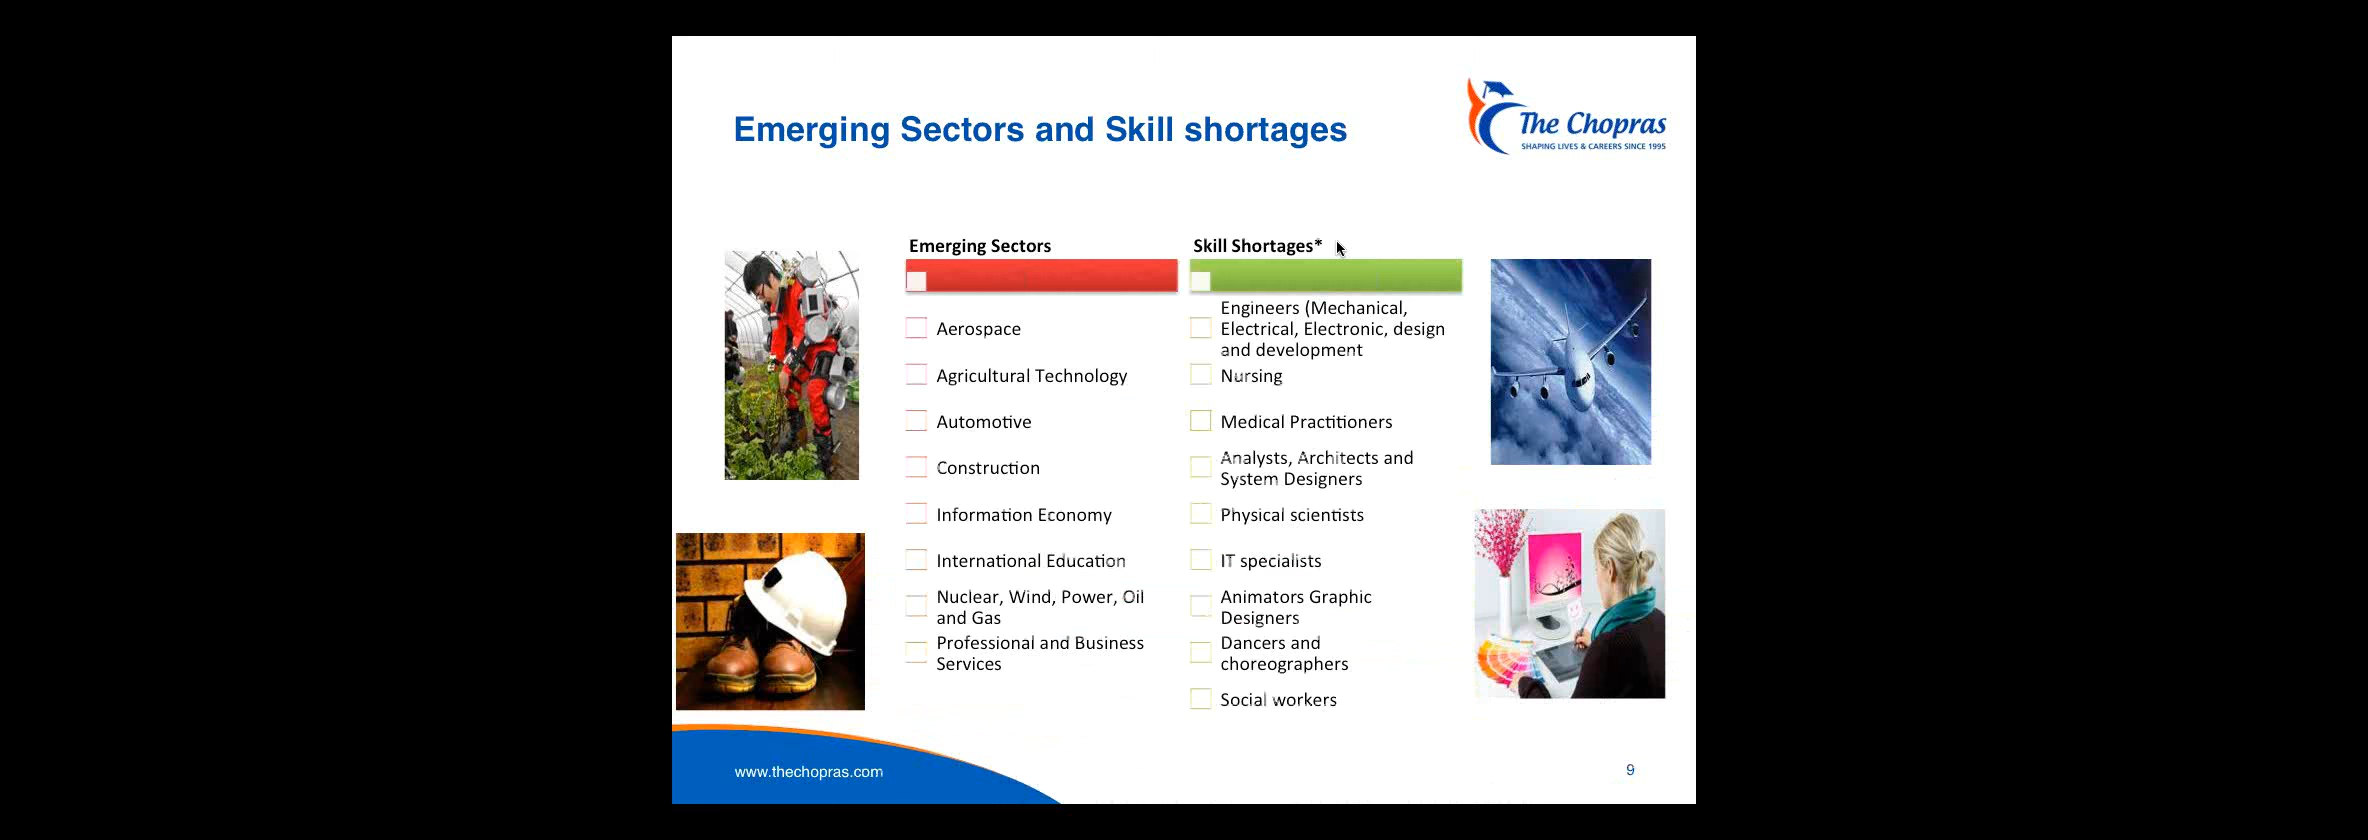 Emerging Sectors and Skill shortages
The Chopras
SHAPING LIVES & CAREERS SINCE 1995
Emerging Sectors
Aerospace
Agricultural Technology
Automotive
Construction
Information Economy
International Education
Nuclear, Wind, Power, Oil
and Gas
Professional and Business
Services
Skill Shortages*
Engineers (Mechanical,
Electrical, Electronic, design
and development
Nursing
Medical Practitioners
Analysts, Architects and
System Designers
Physical scientists
IT specialists
Animators Graphic
Designers
Dancers and
choreographers
Social workers
www.thechopras.com
9